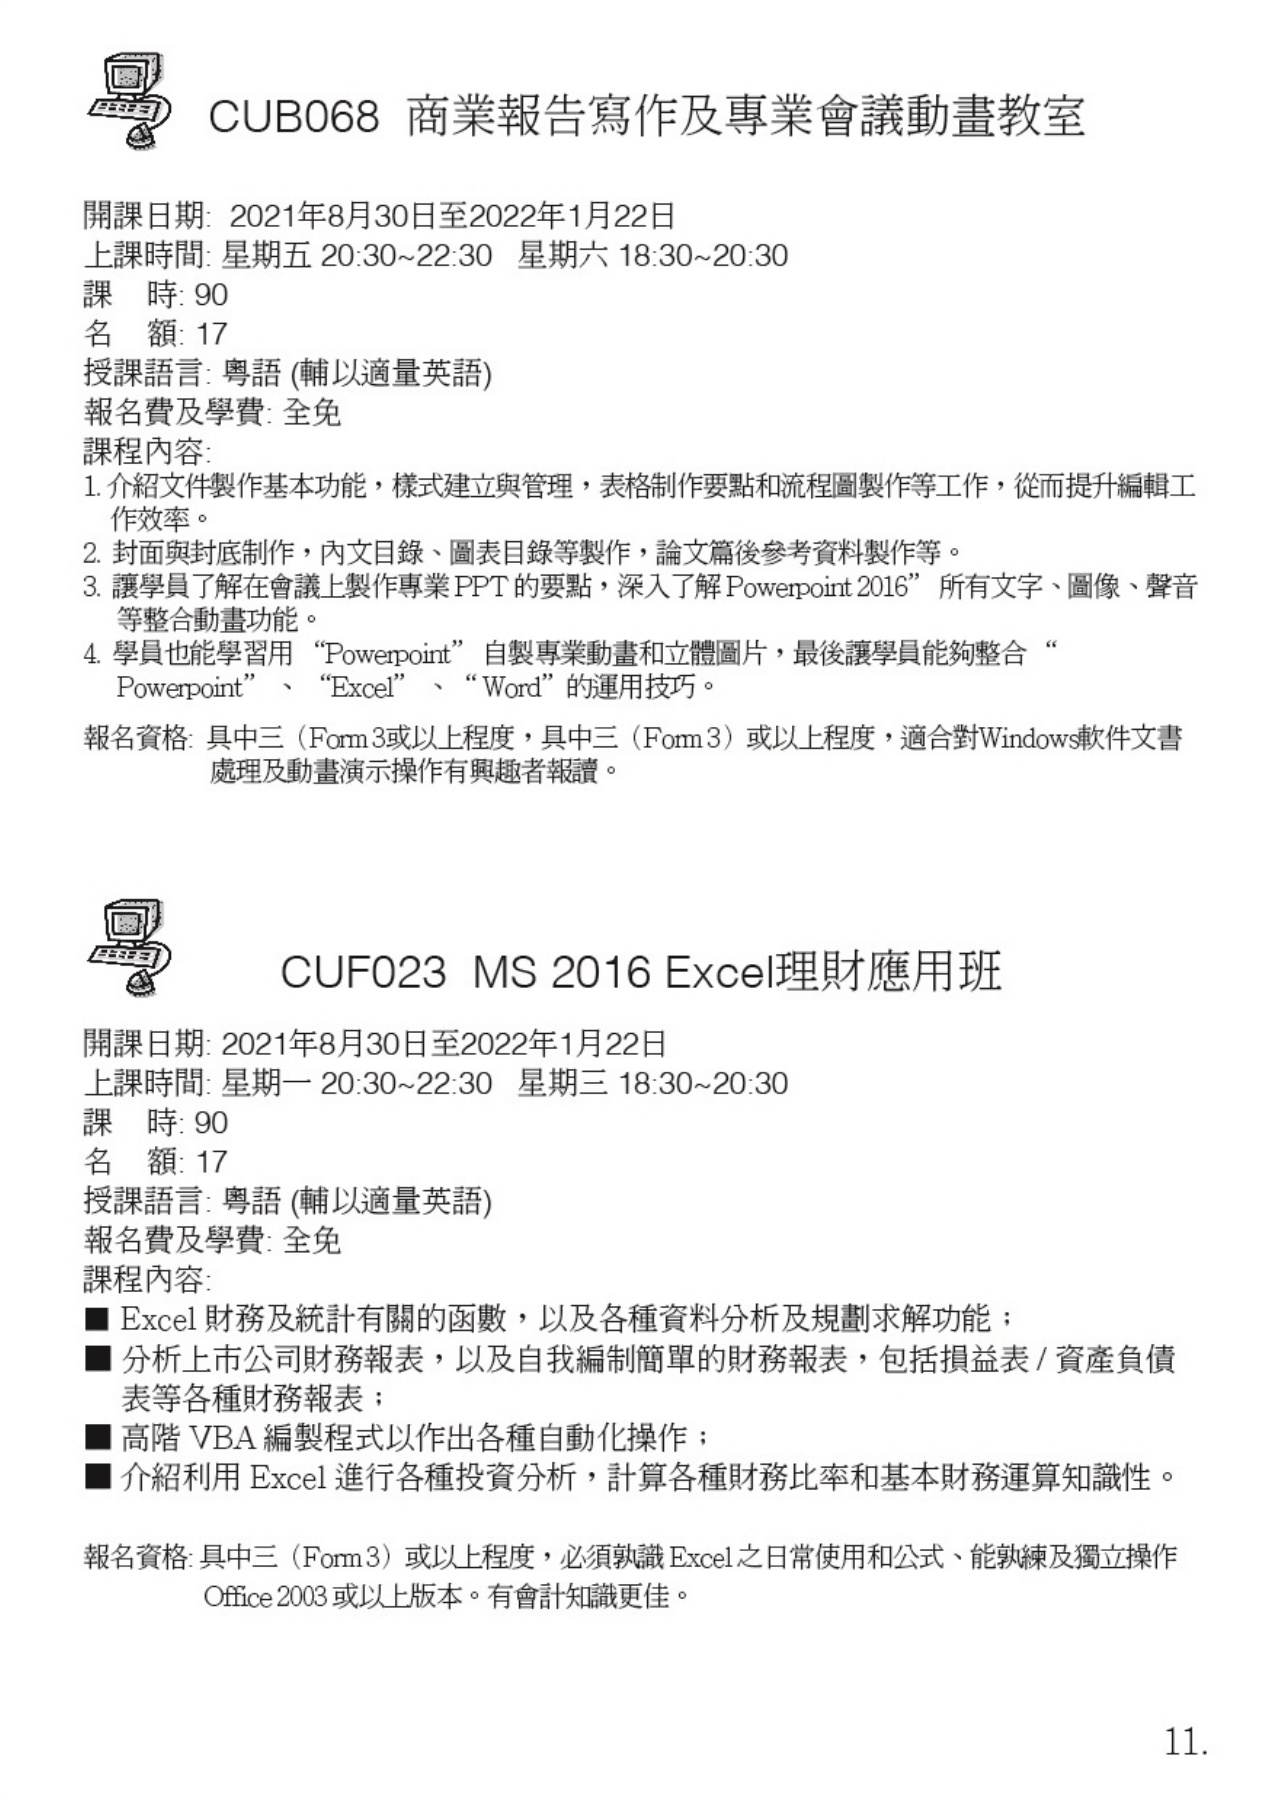 CUB068 商業報告寫作及專業會議動畫教室
開課日期: 2021年8月30日至2022年1月22日
上課時間: 星期五 20:30~22:30 星期六 18:30~20:30
課 時: 90
名 額: 17
授課語言: 粵語 (輔以適量英語)
報名費及學費: 全免
課程內容:
1. 介紹文件製作基本功能，樣式建立與管理，表格制作要點和流程圖製作等工作，從而提升編輯工
作效率。
2. 封面與封底制作，內文目錄、圖表目錄等製作，論文篇後參考資料製作等。
3. 讓學員了解在會議上製作專業 PPT 的要點，深入了解 Powerpoint 2016” 所有文字、圖像、聲音
等整合動畫功能。
4. 學員也能學習用 “Powerpoint” 自製專業動畫和立體圖片，最後讓學員能夠整合 “
Powerpoint” 、 “Excel” 、“ Word” 的運用技巧。
報名資格: 具中三（Form 3或以上程度，具中三（Form 3）或以上程度，適合對Windows軟件文書
處理及動畫演示操作有興趣者報讀。
CUF023 MS 2016 Excel理財應用班
開課日期: 2021年8月30日至2022年1月22日
上課時間: 星期一 20:30~22:30 星期三 18:30~20:30
課 時: 90
名 額: 17
授課語言: 粵語 (輔以適量英語)
報名費及學費: 全免
課程內容:
■ Excel 財務及統計有關的函數，以及各種資料分析及規劃求解功能；
■ 分析上市公司財務報表，以及自我編制簡單的財務報表，包括損益表 / 資產負債
表等各種財務報表；
■ 高階 VBA 編製程式以作出各種自動化操作；
■ 介紹利用 Excel 進行各種投資分析，計算各種財務比率和基本財務運算知識性。
報名資格: 具中三（Form 3）或以上程度，必須孰識 Excel 之日常使用和公式、能孰練及獨立操作
Office 2003 或以上版本。有會計知識更佳。
11.